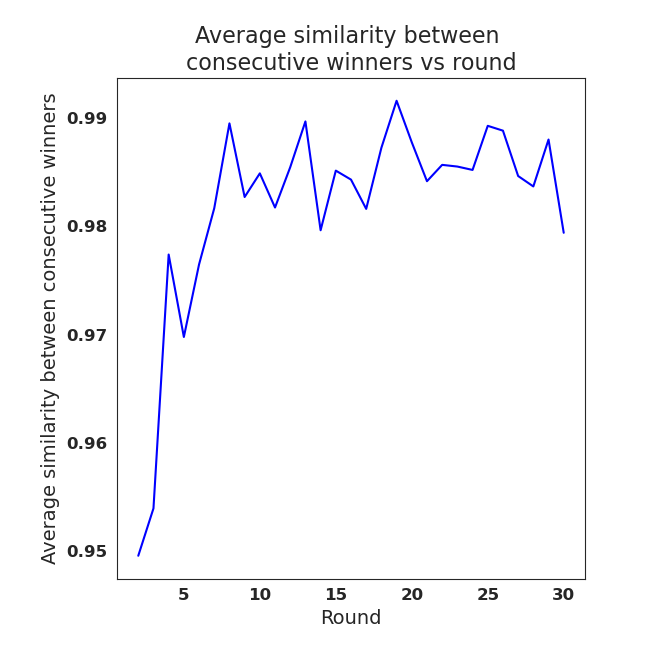 Average similarity between
consecutive winners vs round
Average similarity between consecutive winners
0.99
0.98
0.97
0.96
0.95
5 10 15 20 25 30
Round